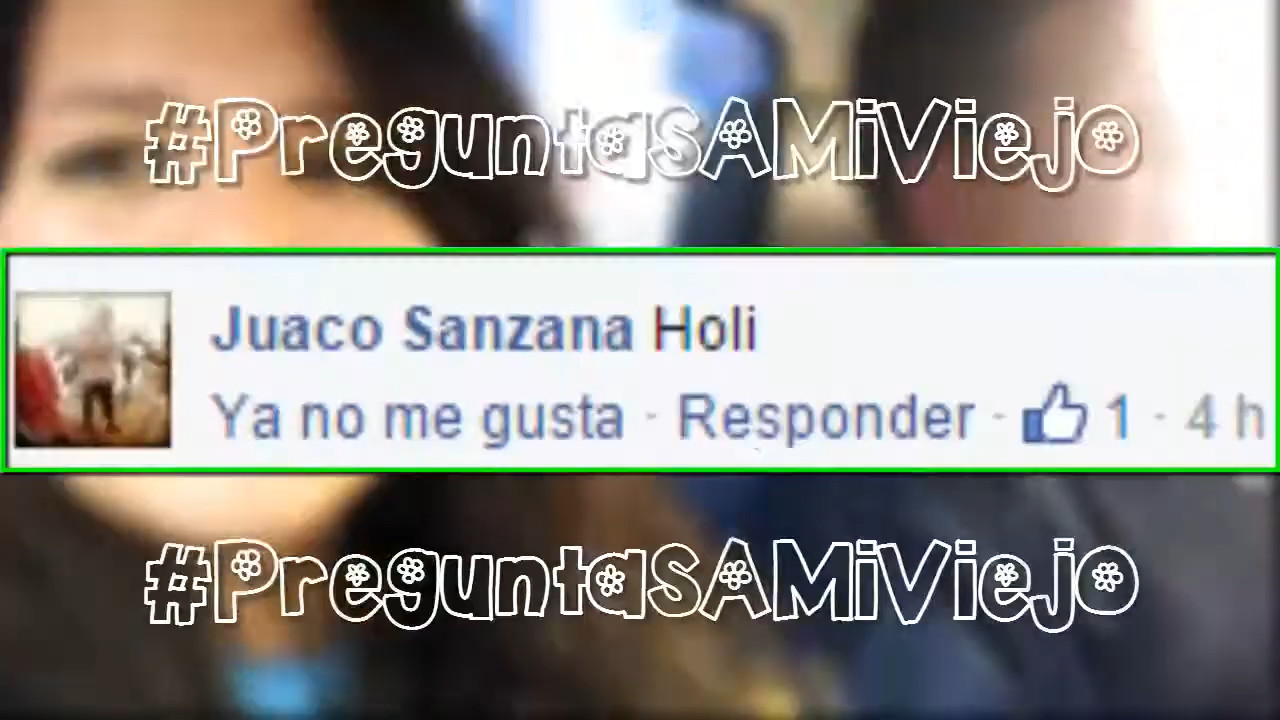 #PreguntasAMiViejo
Juaco Sanzana Holi
Ya no me gusta · Responder · 1 · 4 h
#PreguntasAMiViejo